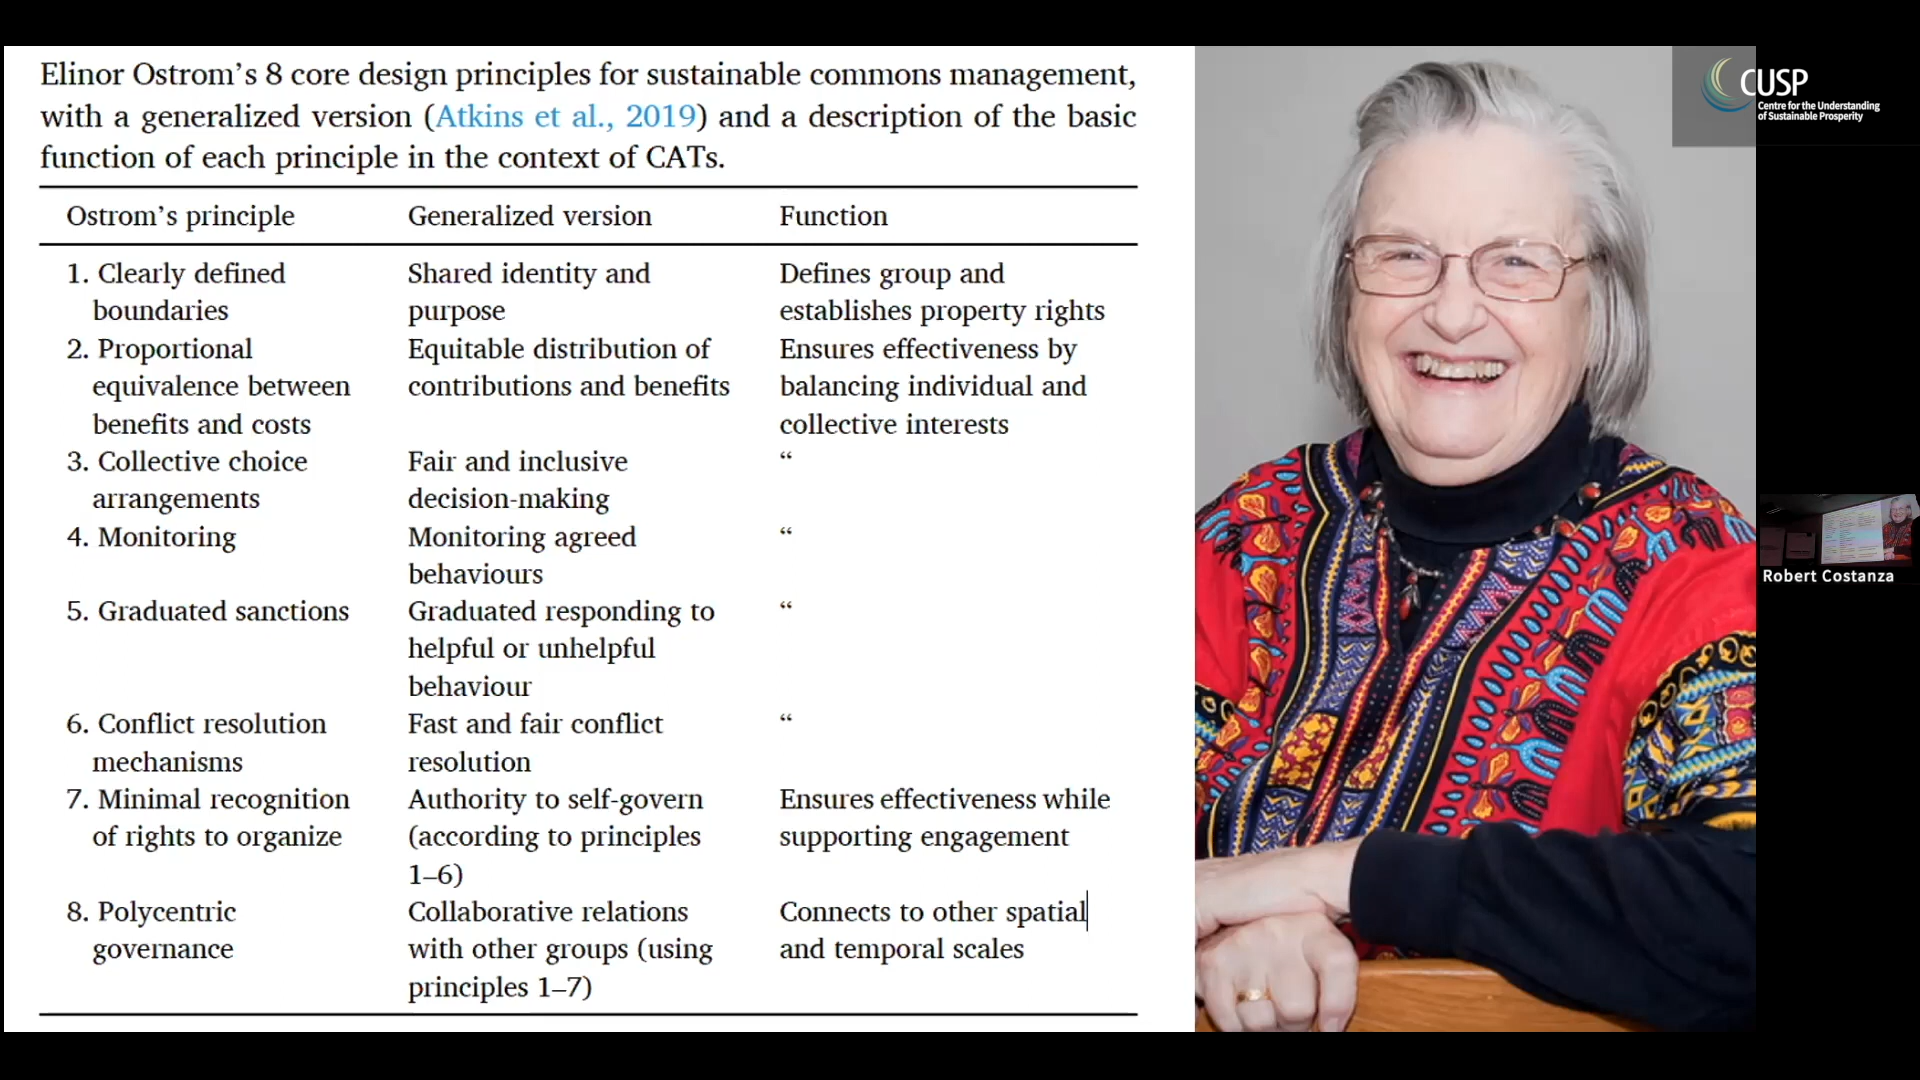 Elinor Ostrom’s 8 core design principles for sustainable commons management,
with a generalized version (Atkins et al., 2019) and a description of the basic
function of each principle in the context of CATs.
Ostrom’s principle Generalized version Function
1. Clearly defined Shared identity and Defines group and
boundaries purpose establishes property rights
2. Proportional Equitable distribution of Ensures effectiveness by
equivalence between contributions and benefits balancing individual and
benefits and costs collective interests
3. Collective choice Fair and inclusive “
arrangements decision-making
4. Monitoring Monitoring agreed “
behaviours
5. Graduated sanctions Graduated responding to “
helpful or unhelpful
behaviour
6. Conflict resolution Fast and fair conflict “
mechanisms resolution
7. Minimal recognition Authority to self-govern Ensures effectiveness while
of rights to organize (according to principles supporting engagement
1–6)
8. Polycentric Collaborative relations Connects to other spatial
governance with other groups (using and temporal scales
principles 1–7)
CUSP
Centre for the Understanding
of Sustainable Prosperity
Robert Costanza